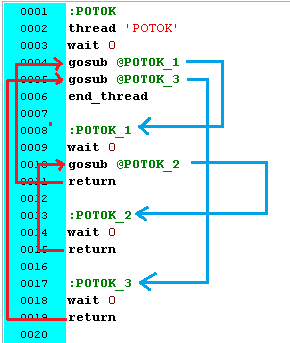 0001 :POTOK
0002 thread 'POTOK'
0003 wait 0
0004 gosub @POTOK_1
0005 gosub @POTOK_3
0006 end_thread
0007
0008 :POTOK_1
0009 wait 0
0010 gosub @POTOK_2
0011 return
0012
0013 :POTOK_2
0014 wait 0
0015 return
0016
0017 :POTOK_3
0018 wait 0
0019 return
0020